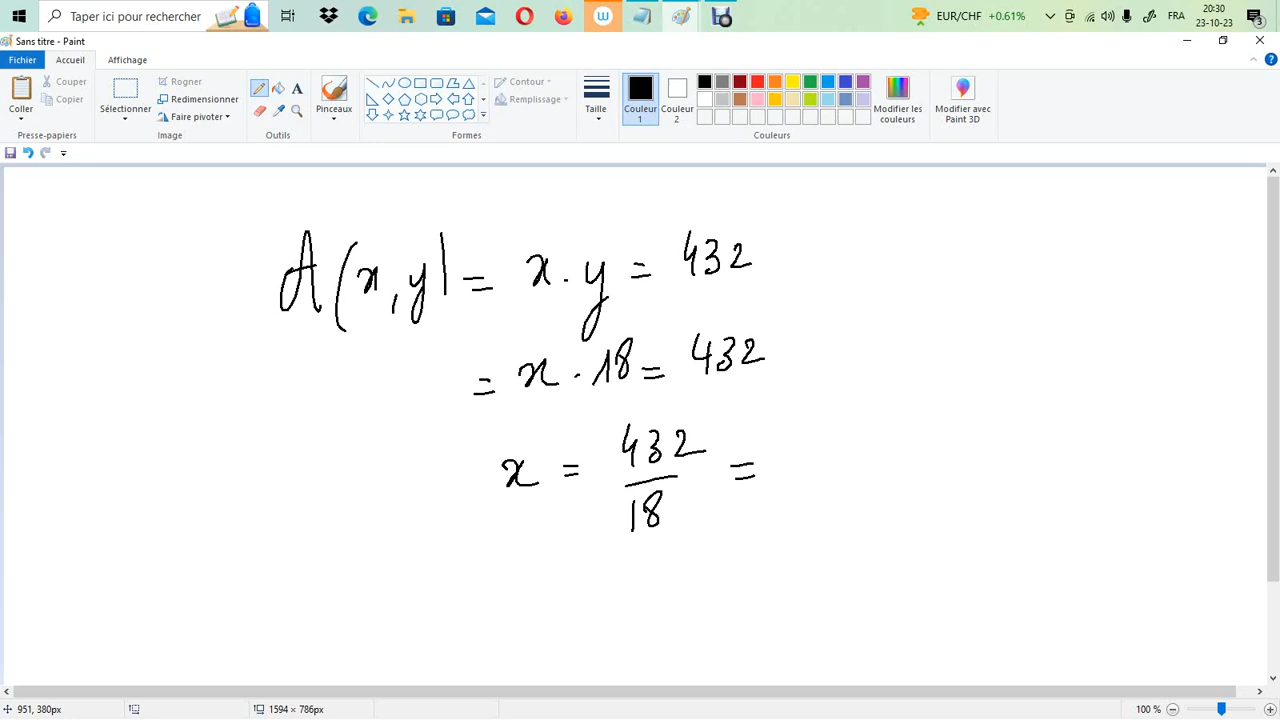 Taper ici pour rechercher EUR/CHF +0.61% FRA 20:30
23-10-23 3
Sans titre - Paint
Fichier Accueil Affichage
Coller Couper
Copier
Presse-papiers
Sélectionner Rogner
Redimensionner
Faire pivoter
Image
A
Outils
Pinceaux
Contour
Remplissage
Formes
Taille
Couleur
1
Couleur
2
Modifier les
couleurs
Couleurs
Modifier avec
Paint 3D
A(x,y) = x . y = 432
= x . 18 = 432
x = 432/18 =
951, 380px 1594 × 786px 100 %